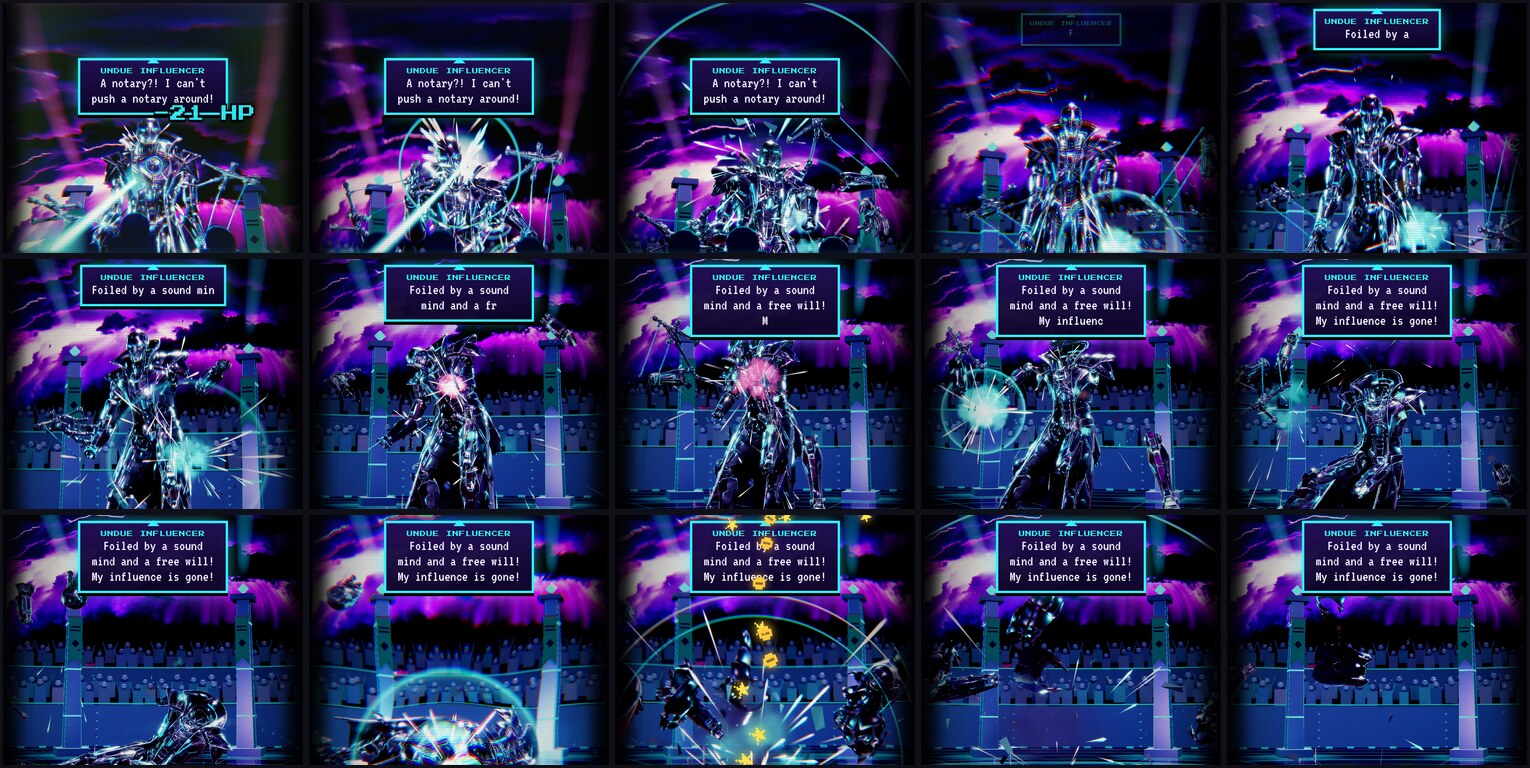 UNDUE INFLUENCER
A notary?! I can't
push a notary around!
-21 HP
UNDUE INFLUENCER
A notary?! I can't
push a notary around!
UNDUE INFLUENCER
A notary?! I can't
push a notary around!
UNDUE INFLUENCER
F
UNDUE INFLUENCER
Foiled by a
UNDUE INFLUENCER
Foiled by a sound min
UNDUE INFLUENCER
Foiled by a sound
mind and a fr
UNDUE INFLUENCER
Foiled by a sound
mind and a free will!
M
UNDUE INFLUENCER
Foiled by a sound
mind and a free will!
My influenc
UNDUE INFLUENCER
Foiled by a sound
mind and a free will!
My influence is gone!
UNDUE INFLUENCER
Foiled by a sound
mind and a free will!
My influence is gone!
UNDUE INFLUENCER
Foiled by a sound
mind and a free will!
My influence is gone!
UNDUE INFLUENCER
Foiled by a sound
mind and a free will!
My influence is gone!
UNDUE INFLUENCER
Foiled by a sound
mind and a free will!
My influence is gone!
UNDUE INFLUENCER
Foiled by a sound
mind and a free will!
My influence is gone!